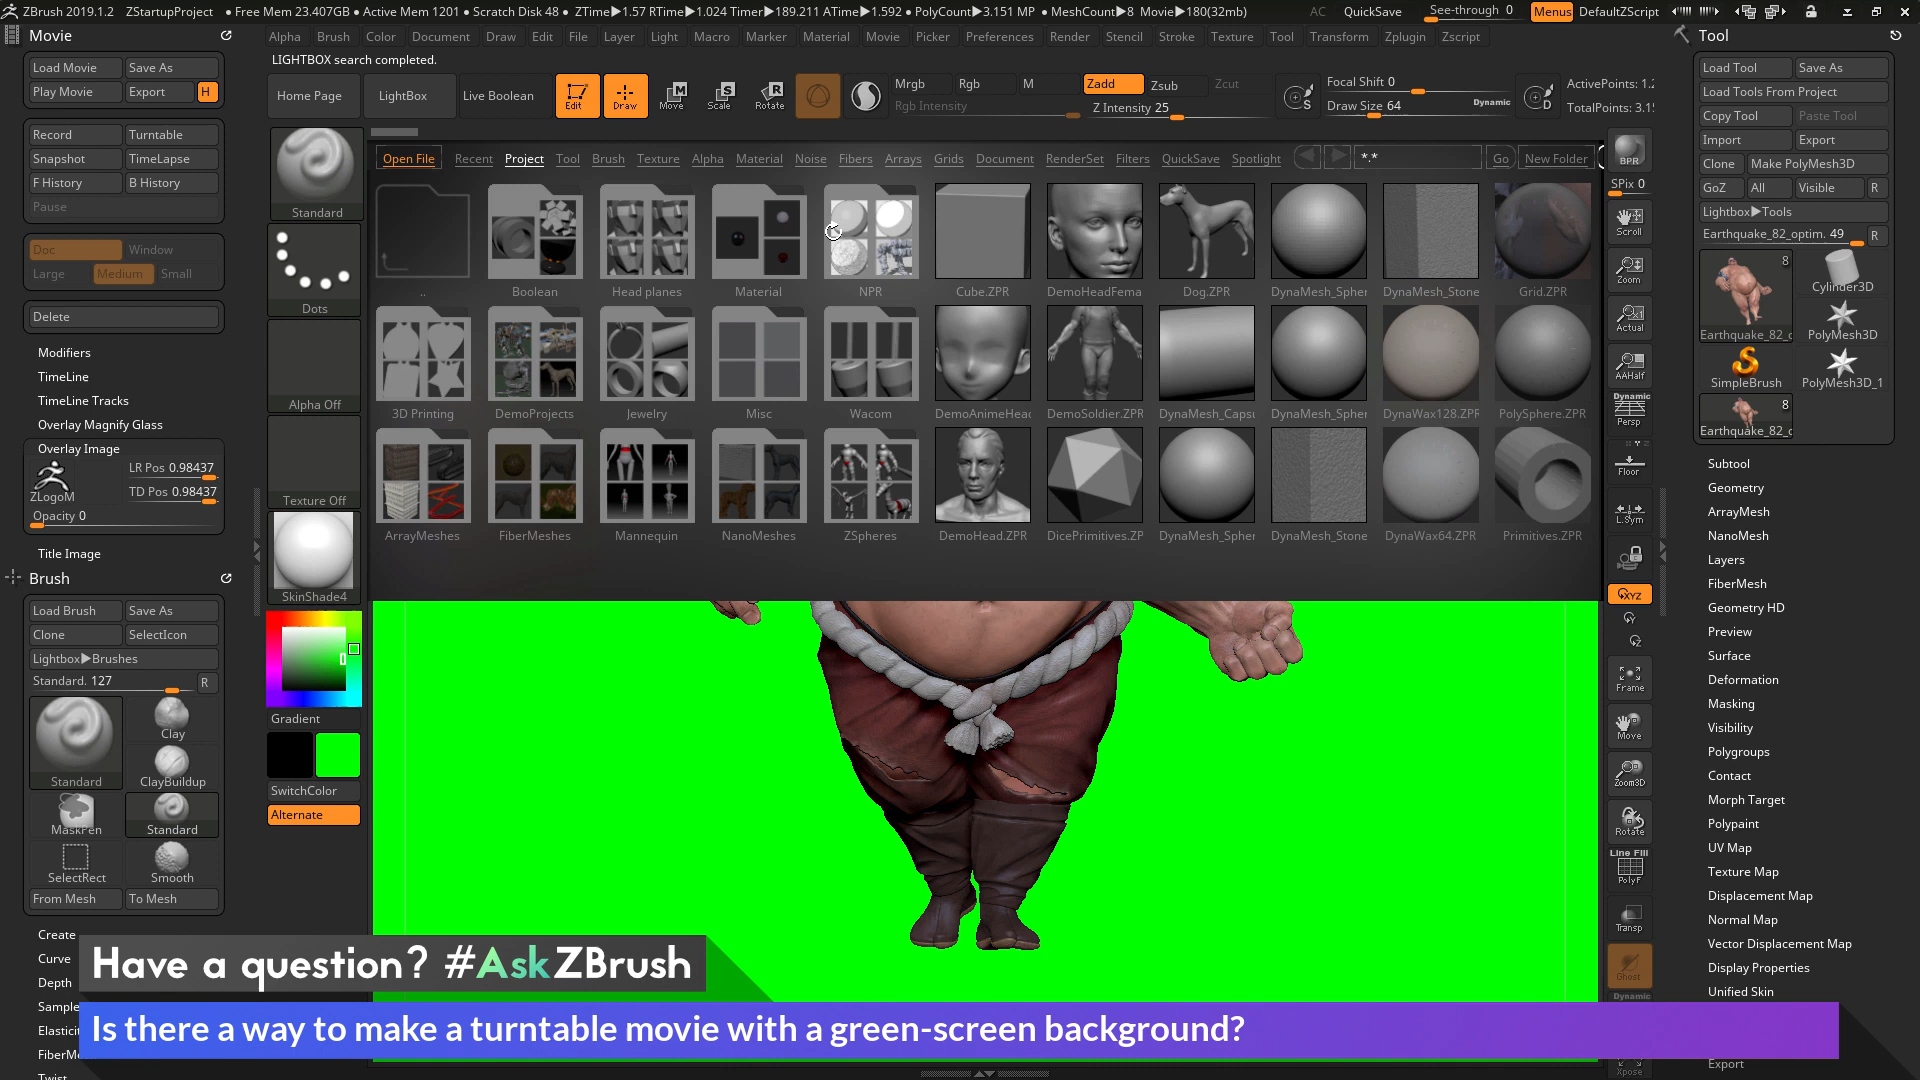 ZBrush 2019.1.2 ZStartupProject • Free Mem 23.407GB • Active Mem 1201 • Scratch Disk 48 • ZTime▶1.57 RTime▶1.024 Timer▶189.211 ATime▶1.592 • PolyCount▶3.151 MP • MeshCount▶8 Movie▶180(32mb) AC QuickSave See-through 0 Menus DefaultZScript
Movie
Alpha Brush Color Document Draw Edit File Layer Light Macro Marker Material Movie Picker Preferences Render Stencil Stroke Texture Tool Transform Zplugin Zscript
Tool
LIGHTBOX search completed.
Load Movie Save As
Play Movie Export H
Record Turntable
Snapshot TimeLapse
F History B History
Pause
Doc Window
Large Medium Small
Delete
Modifiers
TimeLine
TimeLine Tracks
Overlay Magnify Glass
Overlay Image
ZLogoM
LR Pos 0.98437
TD Pos 0.98437
Opacity 0
Title Image
Brush
Load Brush Save As
Clone SelectIcon
Lightbox▶Brushes
Standard. 127 R
Standard
Clay
ClayBuildup
MaskPen
Standard
SelectRect
Smooth
From Mesh To Mesh
Create
Curve
Depth
Home Page LightBox Live Boolean
Edit Draw Move Scale Rotate
Mrgb Rgb M
Rgb Intensity
Zadd Zsub Zcut
Z Intensity 25
S
Focal Shift 0
Draw Size 64
Dynamic
D
Standard
Dots
Alpha Off
Texture Off
SkinShade4
Gradient
SwitchColor
Alternate
Open File Recent Project Tool Brush Texture Alpha Material Noise Fibers Arrays Grids Document RenderSet Filters QuickSave Spotlight *.* Go New Folder
.. Boolean Head planes Material NPR Cube.ZPR DemoHeadFema Dog.ZPR DynaMesh_Spher DynaMesh_Stone Grid.ZPR
3D Printing DemoProjects Jewelry Misc Wacom DemoAnimeHead DemoSoldier.ZPR DynaMesh_Capsu DynaMesh_Spher DynaWax128.ZPR PolySphere.ZPR
ArrayMeshes FiberMeshes Mannequin NanoMeshes ZSpheres DemoHead.ZPR DicePrimitives.ZP DynaMesh_Spher DynaMesh_Stone DynaWax64.ZPR Primitives.ZPR
BPR
SPix 0
Scroll
Zoom
Actual
AAHalf
Dynamic
Persp
Floor
L.Sym
XYZ
Frame
Move
Zoom3D
Rotate
Line Fill
PolyF
Transp
Ghost
Dynamic
Xpose
Load Tool Save As
Load Tools From Project
Copy Tool Paste Tool
Import Export
Clone Make PolyMesh3D
GoZ All Visible R
Lightbox▶Tools
Earthquake_82_optim. 49 R
8
Cylinder3D
Earthquake_82_o
PolyMesh3D
SimpleBrush
PolyMesh3D_1
8
Earthquake_82_o
Subtool
Geometry
ArrayMesh
NanoMesh
Layers
FiberMesh
Geometry HD
Preview
Surface
Deformation
Masking
Visibility
Polygroups
Contact
Morph Target
Polypaint
UV Map
Texture Map
Displacement Map
Normal Map
Vector Displacement Map
Display Properties
Unified Skin
Export
Have a question? #AskZBrush
Is there a way to make a turntable movie with a green-screen background?